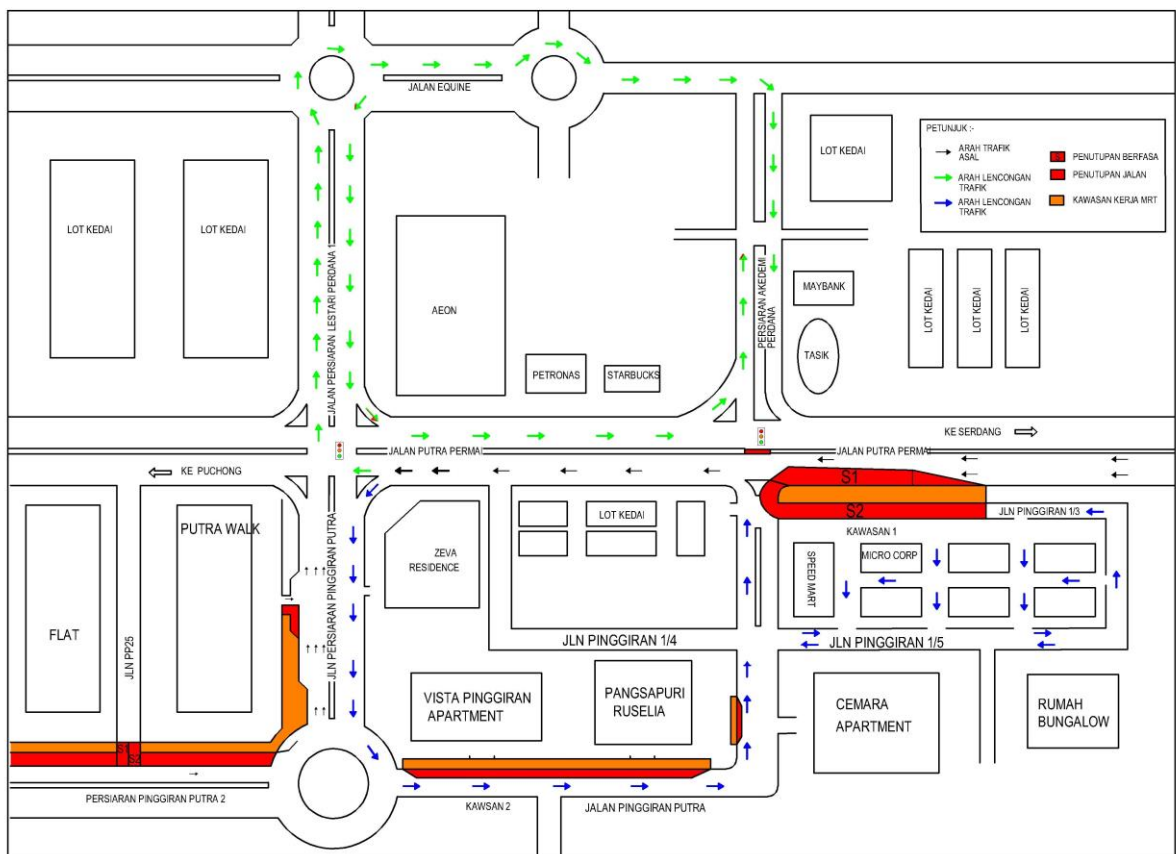 JALAN EQUINE
LOT KEDAI
PETUNJUK :-
ARAH TRAFIK
ASAL
ARAH LENCONGAN
TRAFIK
ARAH LENCONGAN
TRAFIK
S1
PENUTUPAN BERFASA
PENUTUPAN JALAN
KAWASAN KERJA MRT
LOT KEDAI
LOT KEDAI
JALAN PERSIARAN LESTARI PERDANA 1
AEON
PETRONAS
STARBUCKS
PERSIARAN AKEDEMI
PERDANA
MAYBANK
TASIK
LOT KEDAI
LOT KEDAI
LOT KEDAI
KE SERDANG
JALAN PUTRA PERMAI
JALAN PUTRA PERMAI
KE PUCHONG
S1
S2
PUTRA WALK
FLAT
JLN PP25
JLN PERSIARAN PINGGIRAN PUTRA
ZEVA
RESIDENCE
LOT KEDAI
JLN PINGGIRAN 1/3
KAWASAN 1
SPEED MART
MICRO CORP
JLN PINGGIRAN 1/4
JLN PINGGIRAN 1/5
VISTA PINGGIRAN
APARTMENT
PANGSAPURI
RUSELIA
CEMARA
APARTMENT
RUMAH
BUNGALOW
S1
S2
PERSIARAN PINGGIRAN PUTRA 2
KAWSAN 2
JALAN PINGGIRAN PUTRA